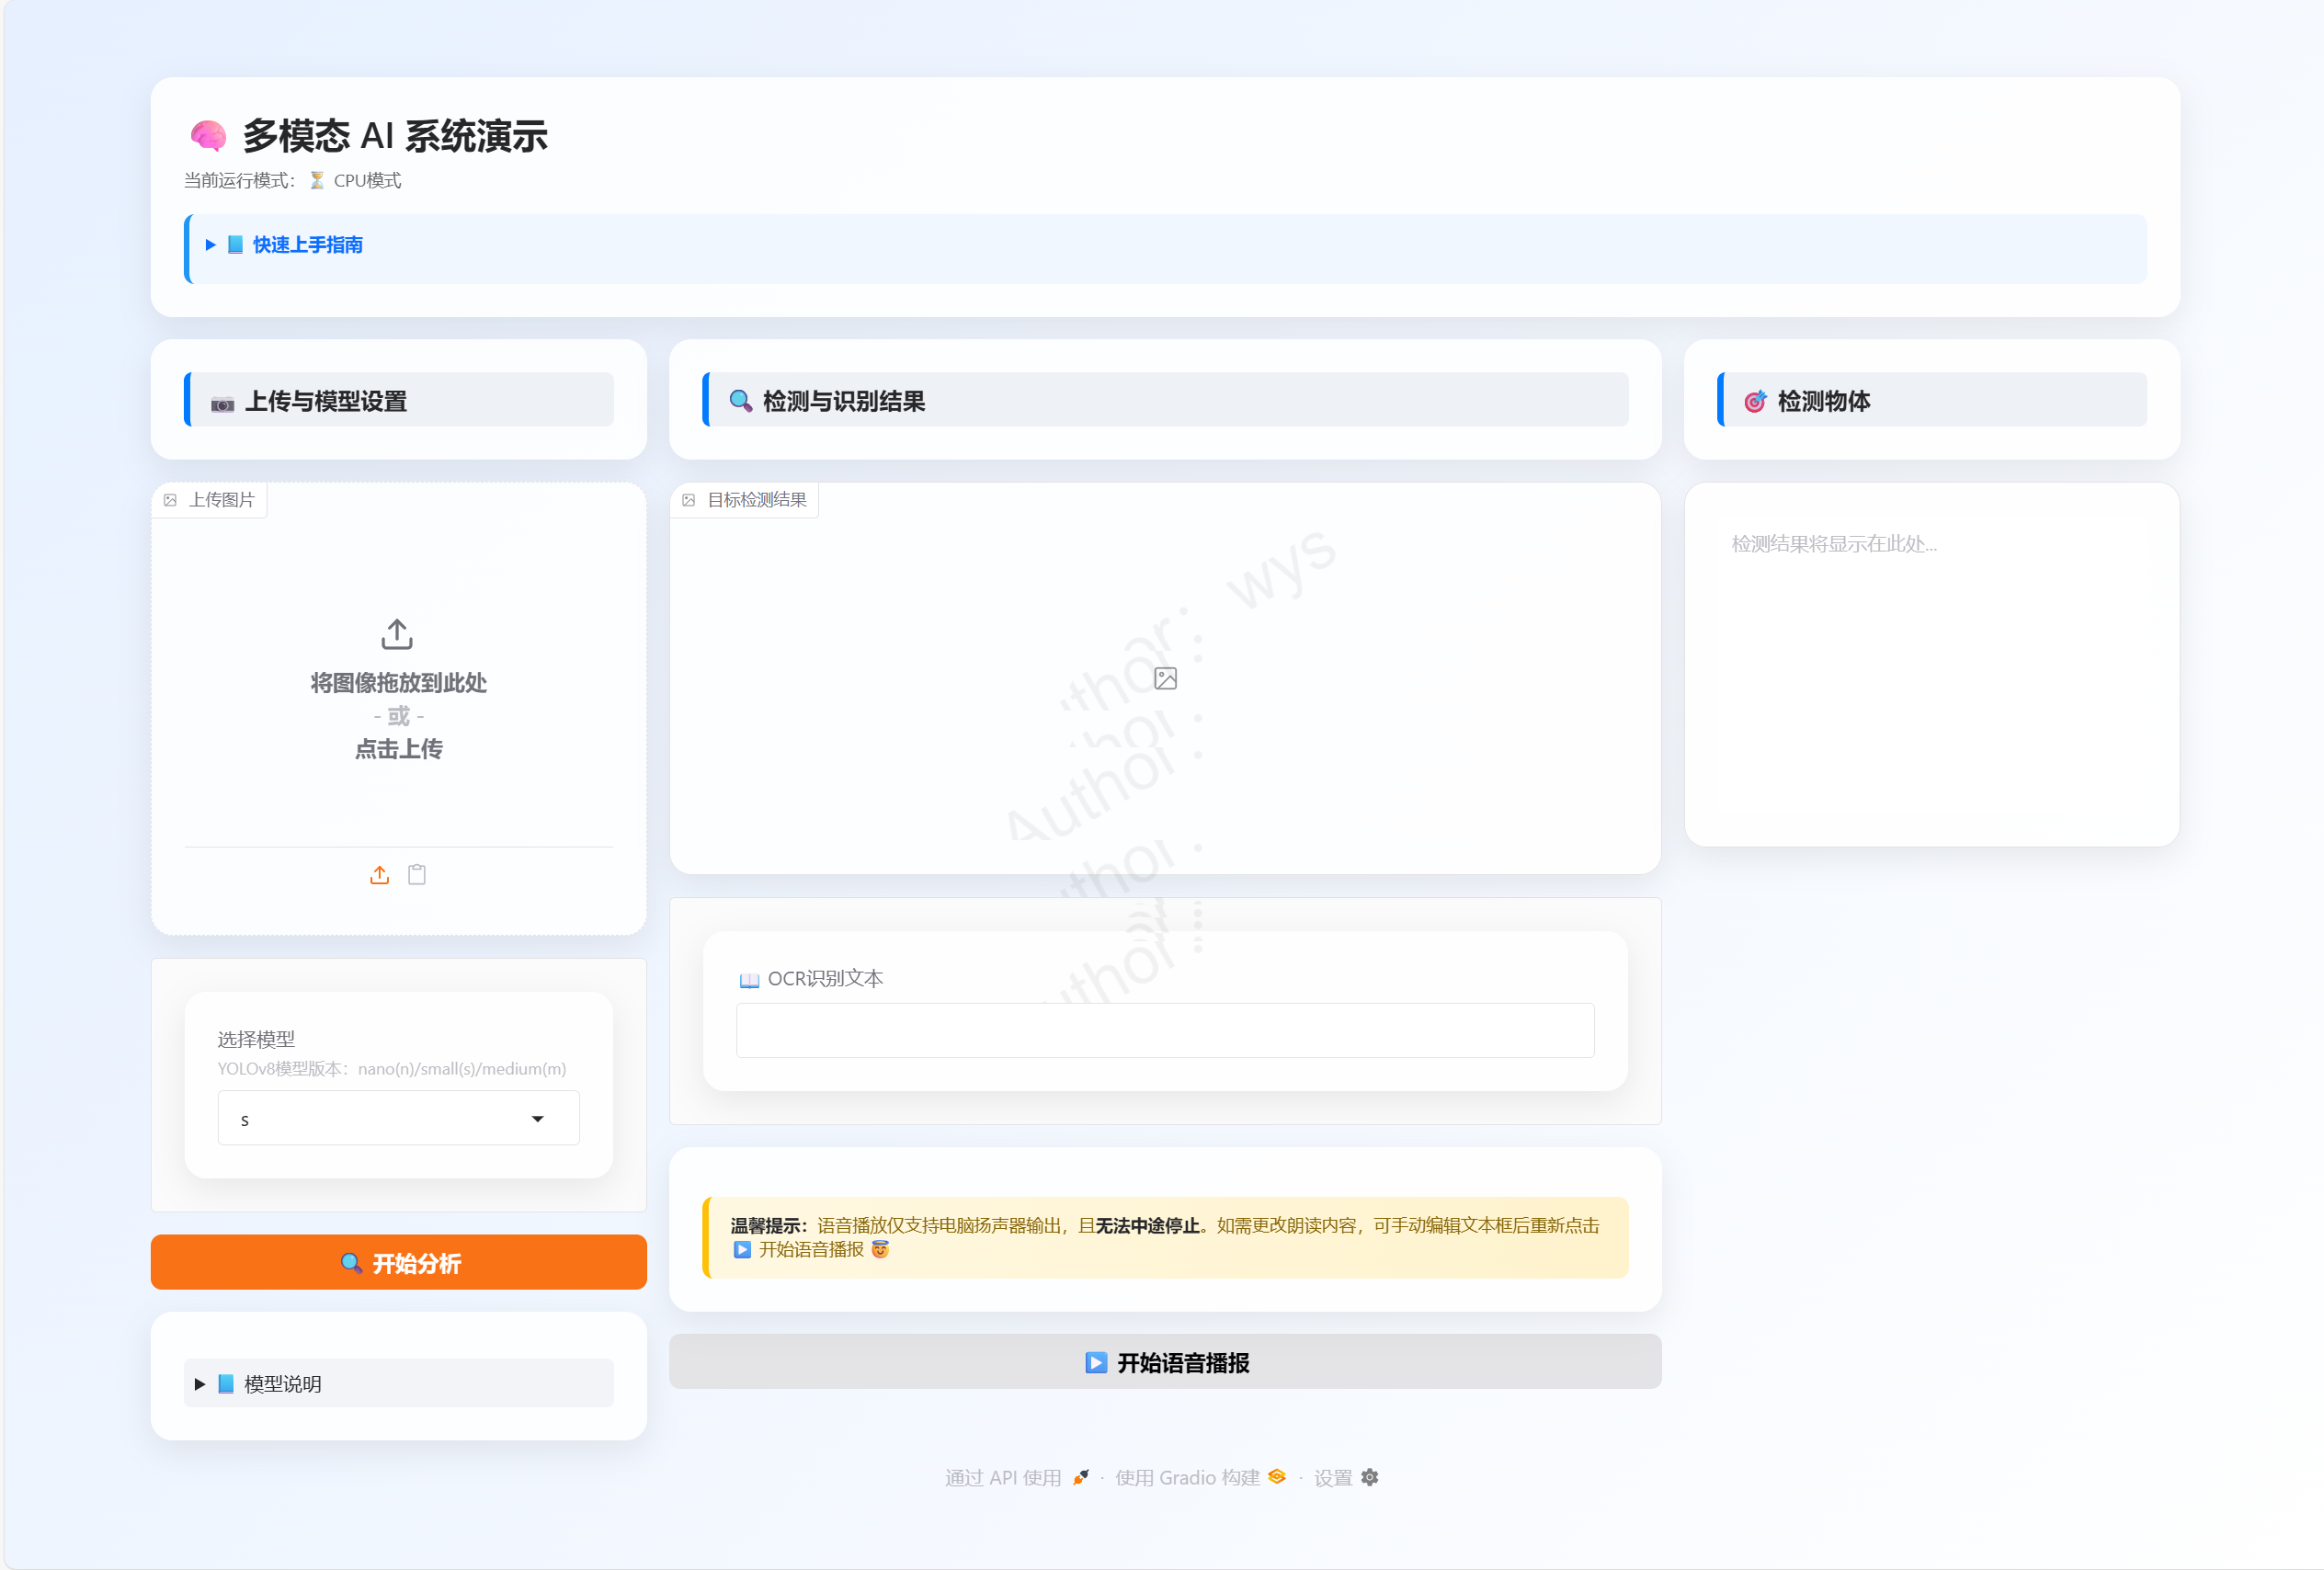 多模态 AI 系统演示
当前运行模式： CPU模式
快速上手指南
上传与模型设置
上传图片
将图像拖放到此处
- 或 -
点击上传
选择模型
YOLOv8模型版本：nano(n)/small(s)/medium(m)
s
开始分析
模型说明
检测与识别结果
目标检测结果
wys
Author：
OCR识别文本
温馨提示：语音播放仅支持电脑扬声器输出，且无法中途停止。如需更改朗读内容，可手动编辑文本框后重新点击
开始语音播报
开始语音播报
检测物体
检测结果将显示在此处...
通过 API 使用 · 使用 Gradio 构建 · 设置